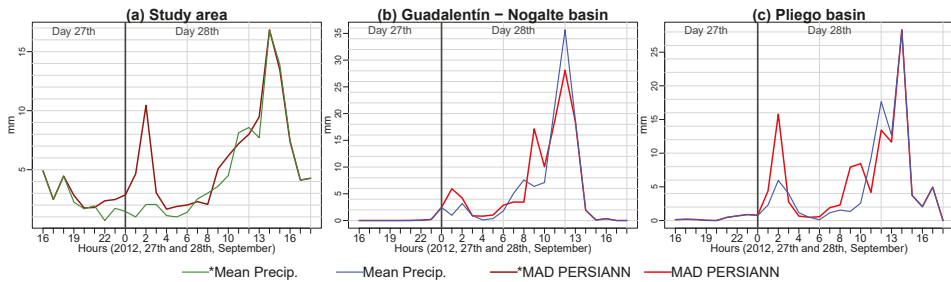 (a) Study area
Day 27th Day 28th
mm
5 10 15
16 19 22 0 2 4 6 8 10 13 16
Hours (2012, 27th and 28th, September)
(b) Guadalentín − Nogalte basin
Day 27th Day 28th
mm
0 5 10 15 20 25 30 35
16 19 22 0 2 4 6 8 10 13 16
Hours (2012, 27th and 28th, September)
(c) Pliego basin
Day 27th Day 28th
mm
0 5 10 15 20 25
16 19 22 0 2 4 6 8 10 13 16
Hours (2012, 27th and 28th, September)
*Mean Precip. Mean Precip. *MAD PERSIANN MAD PERSIANN